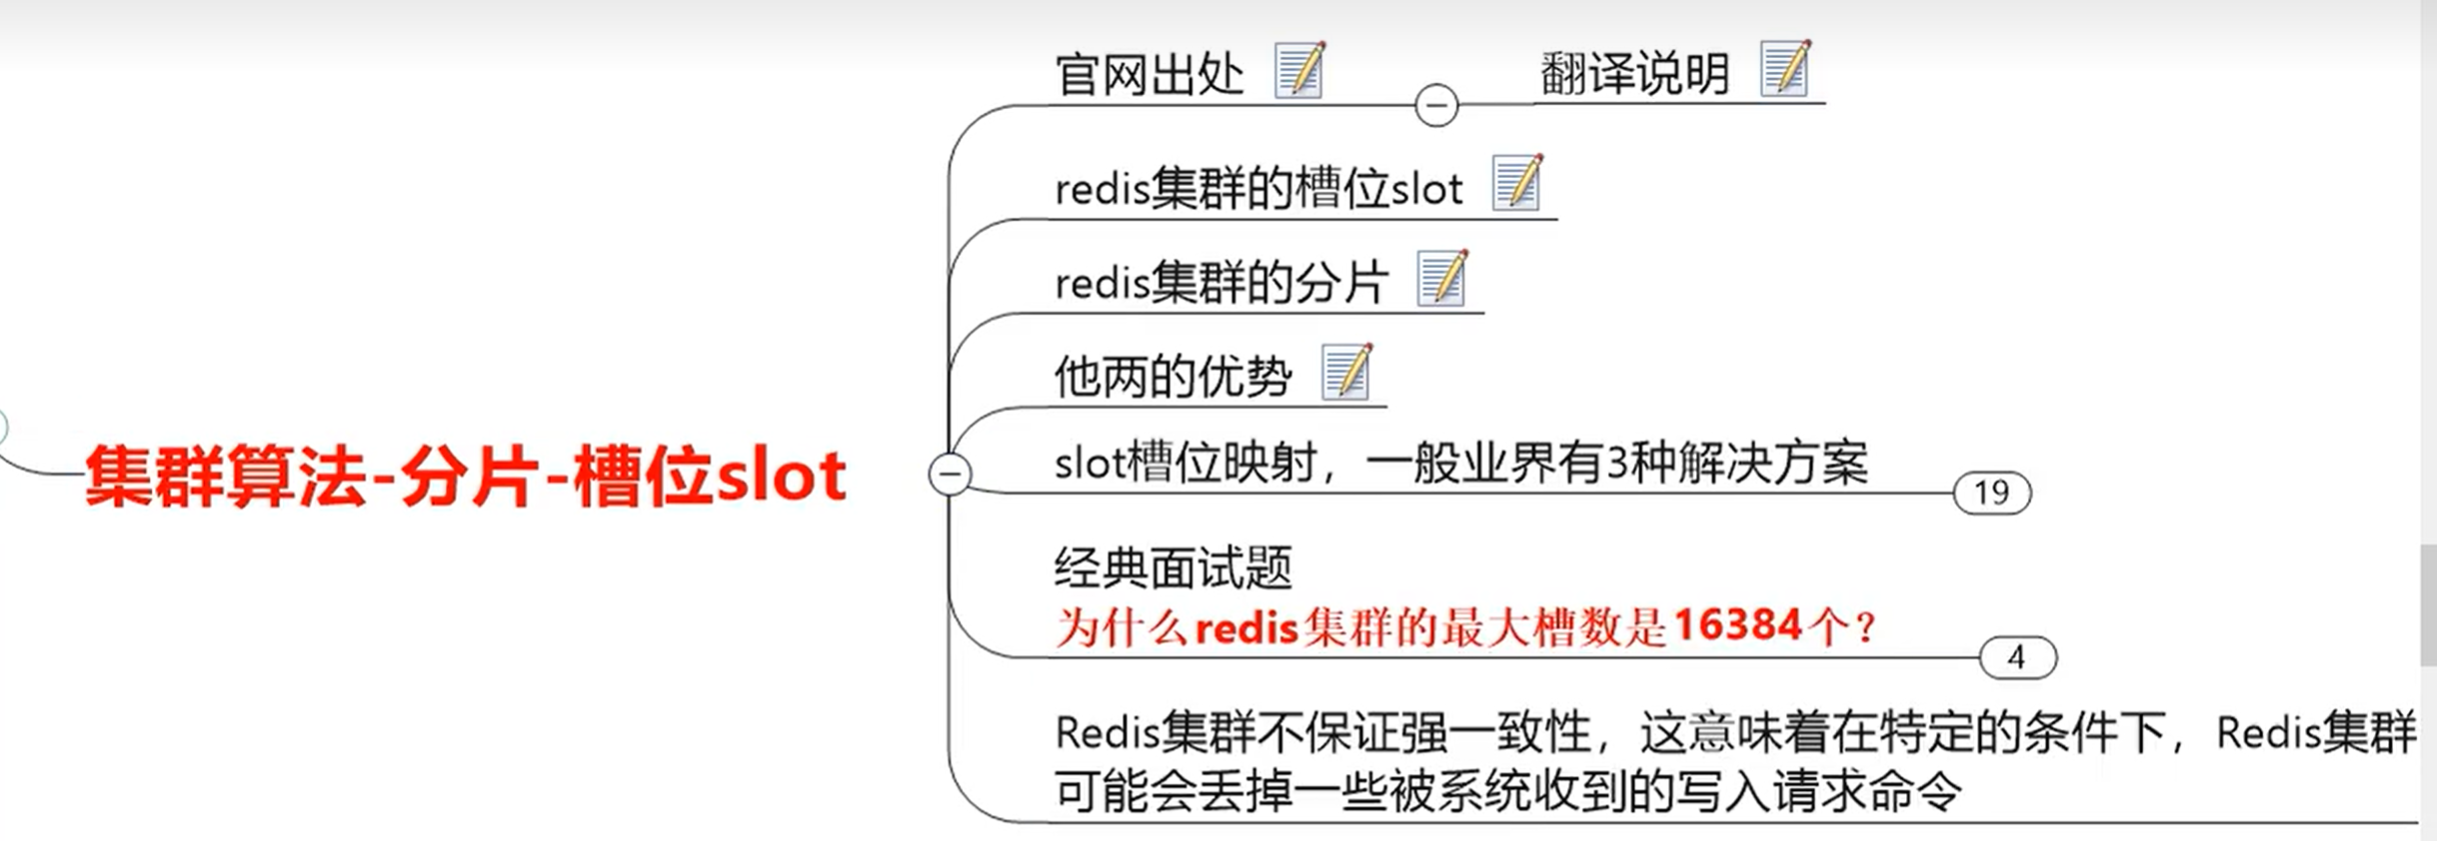 官网出处
翻译说明
redis集群的槽位slot
redis集群的分片
他两的优势
集群算法-分片-槽位slot
slot槽位映射，一般业界有3种解决方案
19
经典面试题
为什么redis集群的最大槽数是16384个？
4
Redis集群不保证强一致性，这意味着在特定的条件下，Redis集群
可能会丢掉一些被系统收到的写入请求命令